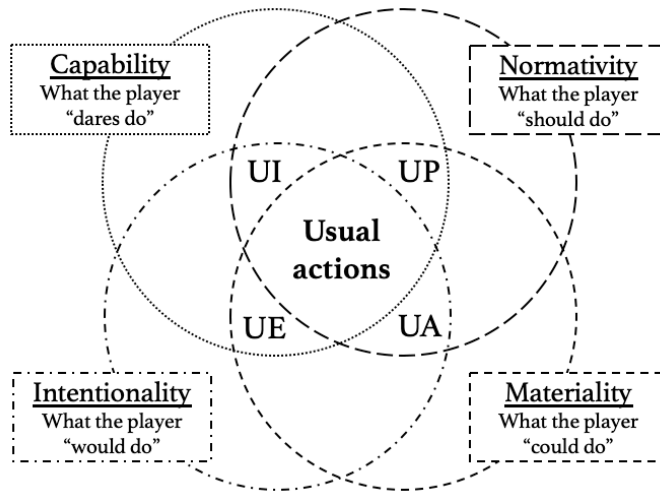 Capability
What the player
"dares do"
Normativity
What the player
"should do"
UI
UP
Usual
actions
UE
UA
Intentionality
What the player
"would do"
Materiality
What the player
"could do"